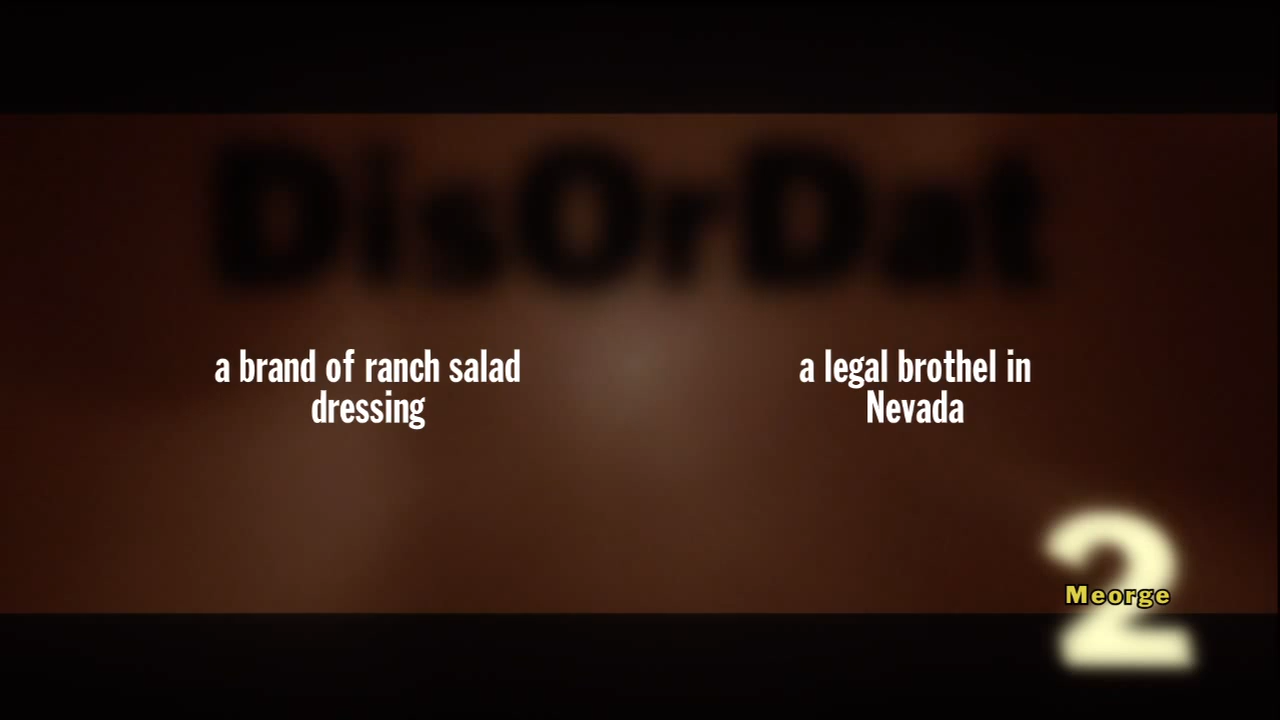 DisOrDat
a brand of ranch salad
dressing
a legal brothel in
Nevada
2
Meorge